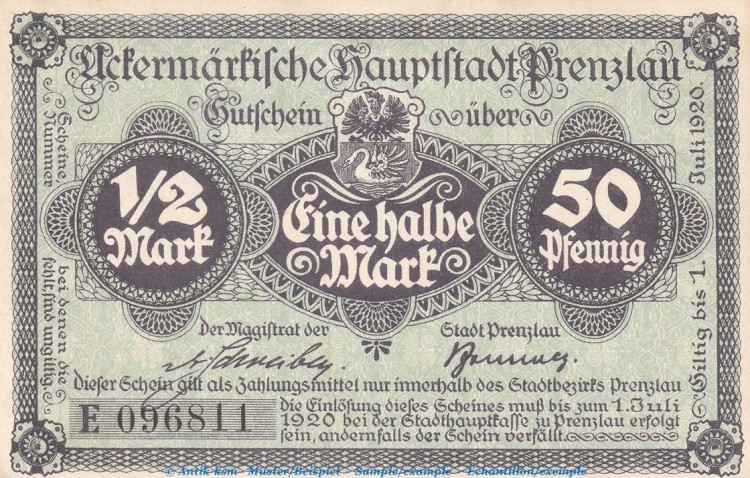 Uckermärkische Hauptstadt Prenzlau
Gutschein über
Scheine,
Nummer
bei denen die
fehlt, sind ungültig.
1/2
Mark
Eine halbe
Mark
50
Pfennig
Giltig bis 1. Juli 1920.
Der Magistrat der Stadt Prenzlau
Dieser Schein gilt als Zahlungsmittel nur innerhalb des Stadtbezirks Prenzlau
E 096811
die Einlösung dieses Scheines muß bis zum 1. Juli
1920 bei der Stadthauptkasse zu Prenzlau erfolgt
sein, andernfalls der Schein verfällt.
© Antik-ksm - Muster/Beispiel - Sample/example - Echantillon/exemple